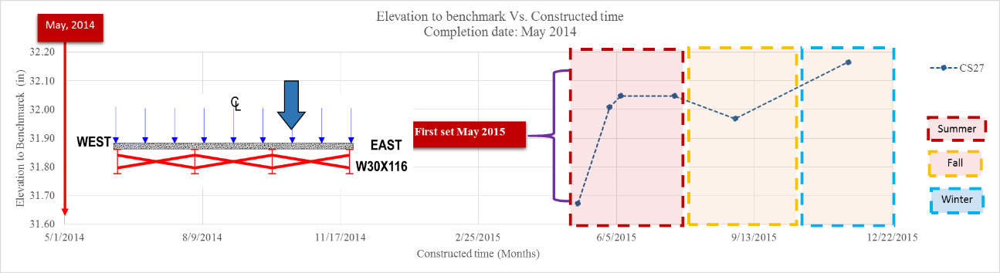 Elevation to benchmark Vs. Constructed time
Completion date: May 2014
May, 2014
Elevation to Benchmarck (in)
32.20
32.10
32.00
31.90
31.80
31.70
31.60
℄
WEST
EAST
W30X116
First set May 2015
CS27
Summer
Fall
Winter
5/1/2014
8/9/2014
11/17/2014
2/25/2015
6/5/2015
9/13/2015
12/22/2015
Constructed time (Months)